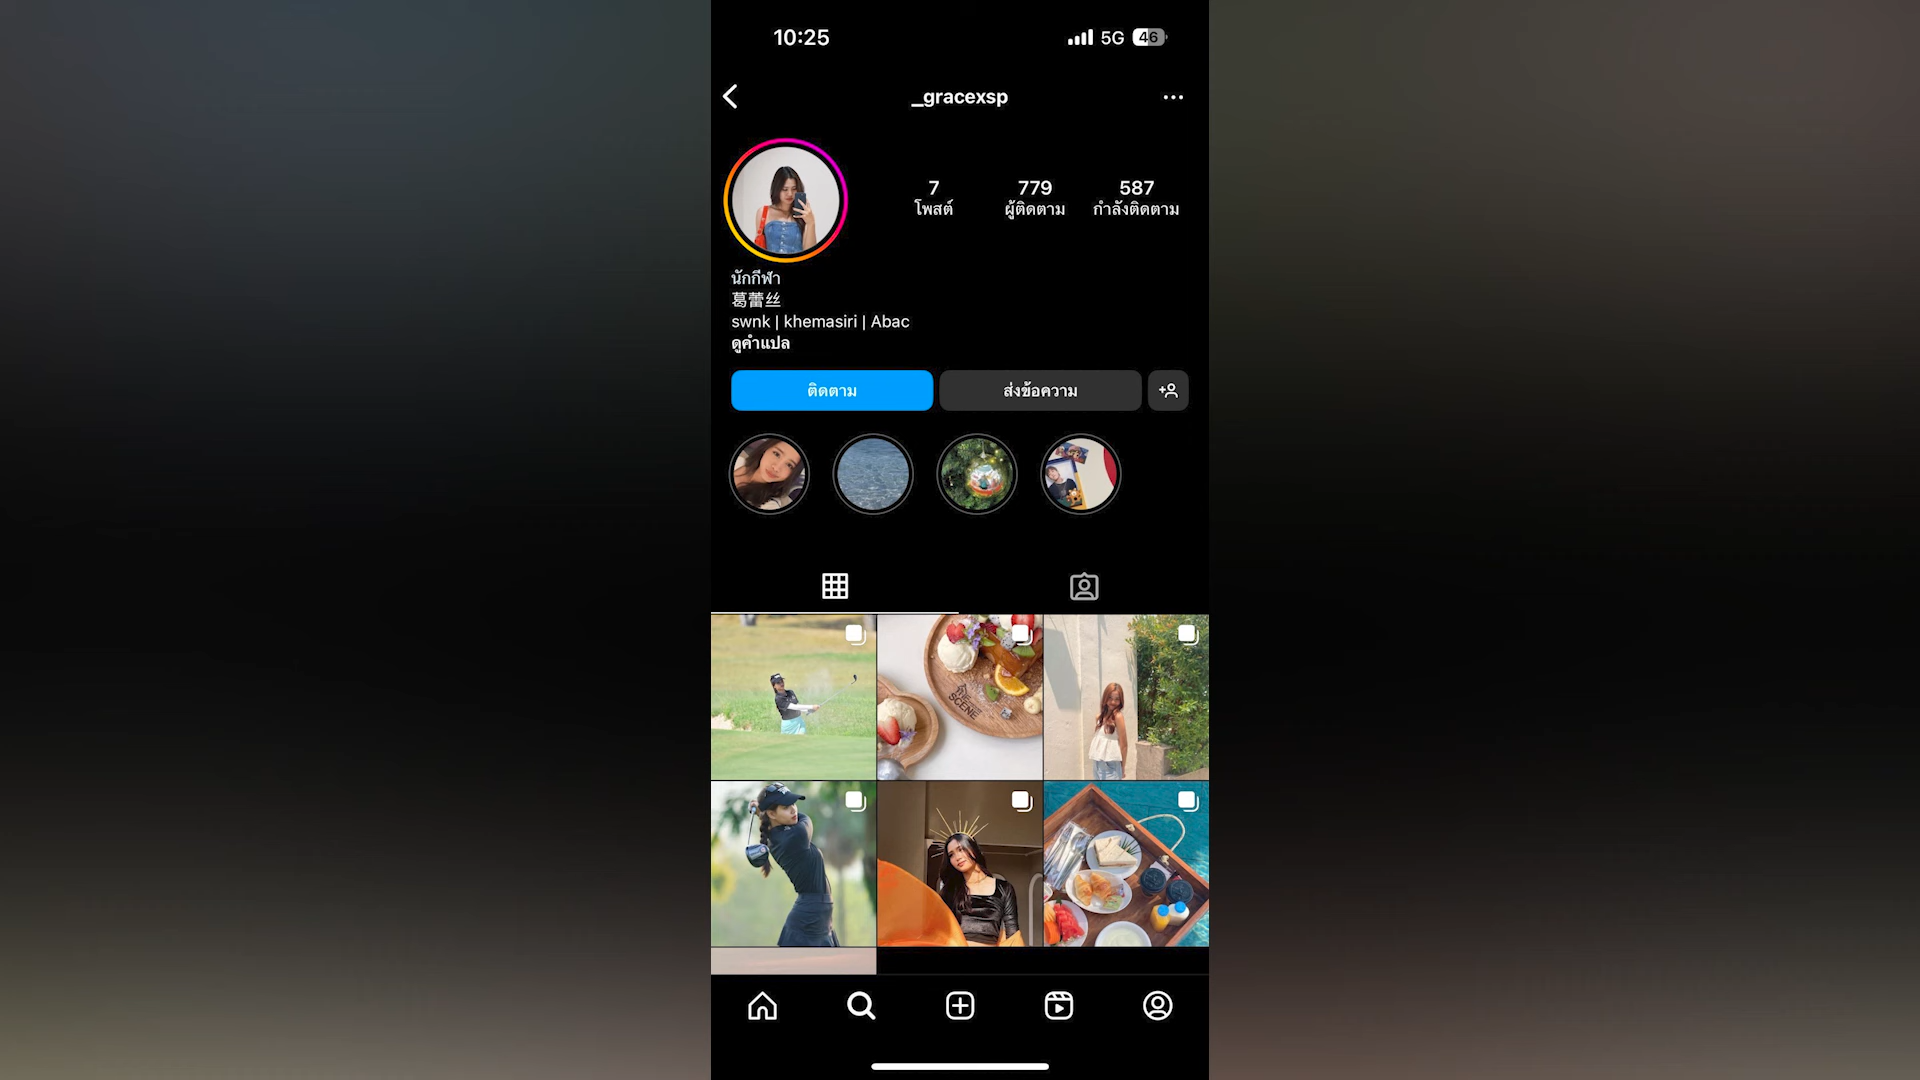 10:25
5G
46
_gracexsp
7
779
587
โพสต์
ผู้ติดตาม
กำลังติดตาม
นักกีฬา
葛蕾丝
swnk | khemasiri | Abac
ดูคำแปล
ติดตาม
ส่งข้อความ
THE
SCENE